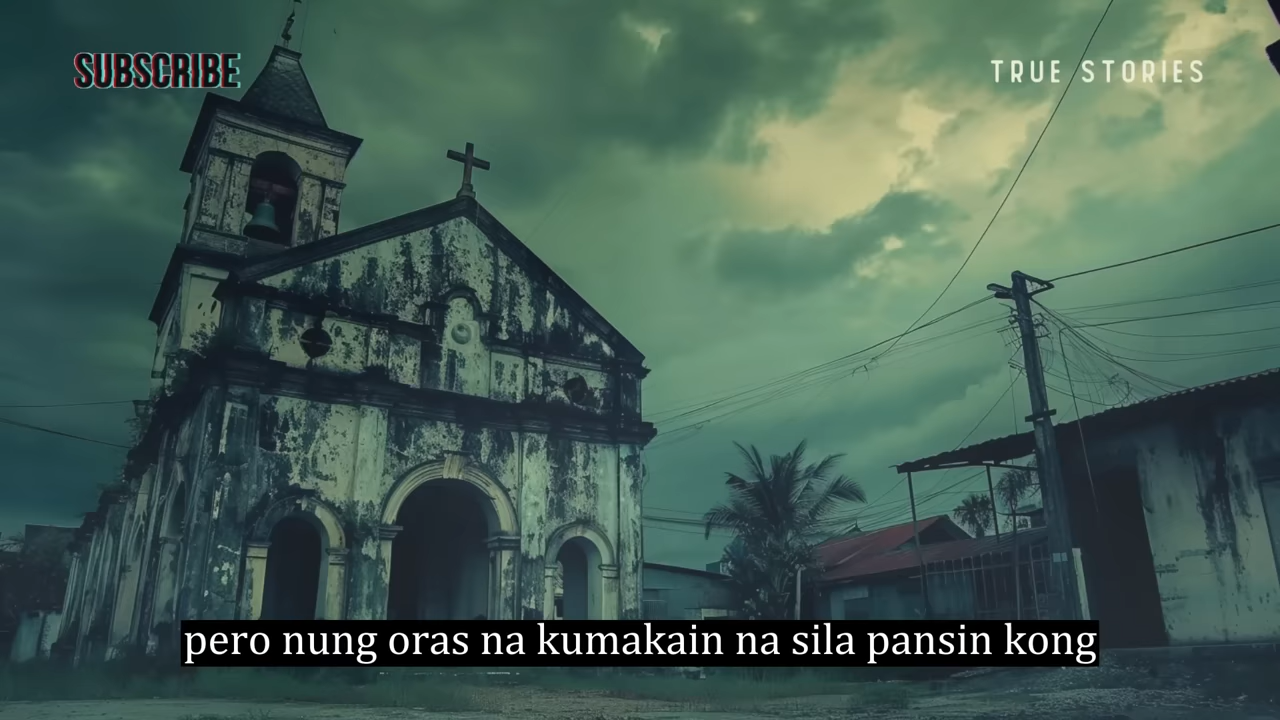 SUBSCRIBE
TRUE STORIES
pero nung oras na kumakain na sila pansin kong